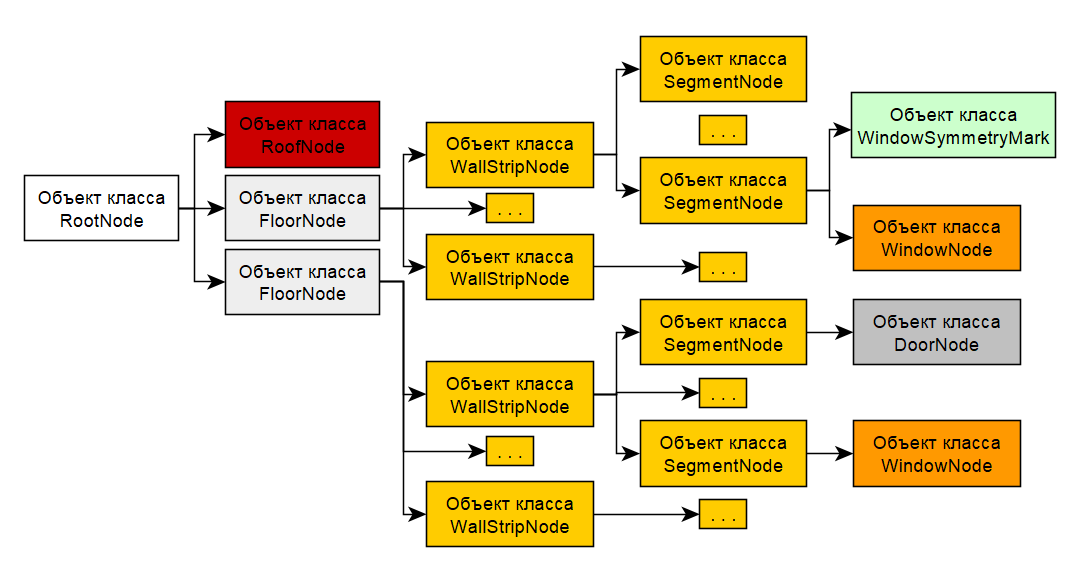 Объект класса
RootNode
Объект класса
RoofNode
Объект класса
FloorNode
Объект класса
FloorNode
Объект класса
WallStripNode
. . .
Объект класса
WallStripNode
Объект класса
WallStripNode
. . .
Объект класса
WallStripNode
Объект класса
SegmentNode
. . .
Объект класса
SegmentNode
. . .
Объект класса
SegmentNode
. . .
Объект класса
SegmentNode
. . .
Объект класса
WindowSymmetryMark
Объект класса
WindowNode
Объект класса
DoorNode
Объект класса
WindowNode